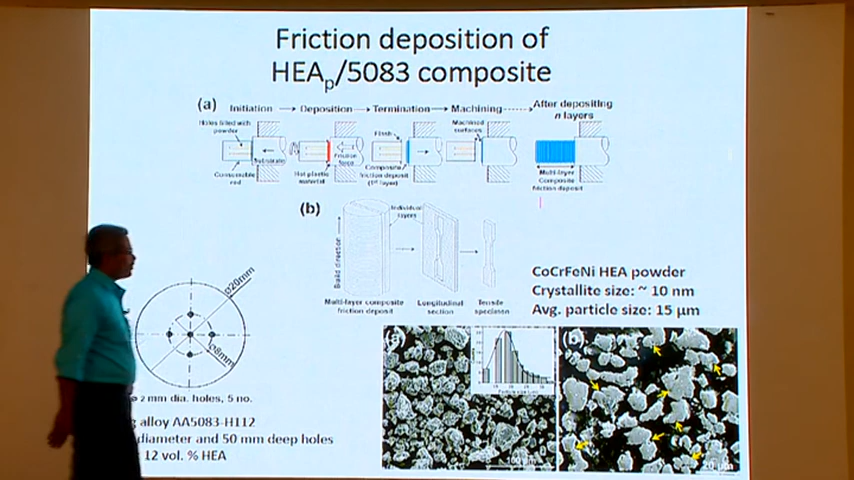 Friction deposition of
HEAp/5083 composite
(a) Initiation → Deposition → Termination → Machining After depositing
n layers
Holes filled with
powder
Consumable
rod
Substrate
Hot plastic
material
Friction
force
Flash
Composite
friction deposit
(1st layer)
Machined
surfaces
Multi-layer
Composite
friction deposit
(b)
Individual
layers
Build direction
Multi-layer composite
friction deposit
Longitudinal
section
Tensile
specimen
CoCrFeNi HEA powder
Crystallite size: ~ 10 nm
Avg. particle size: 15 µm
ø20mm
ø8mm
2 mm dia. holes, 5 no.
alloy AA5083-H112
diameter and 50 mm deep holes
12 vol. % HEA
20 µm